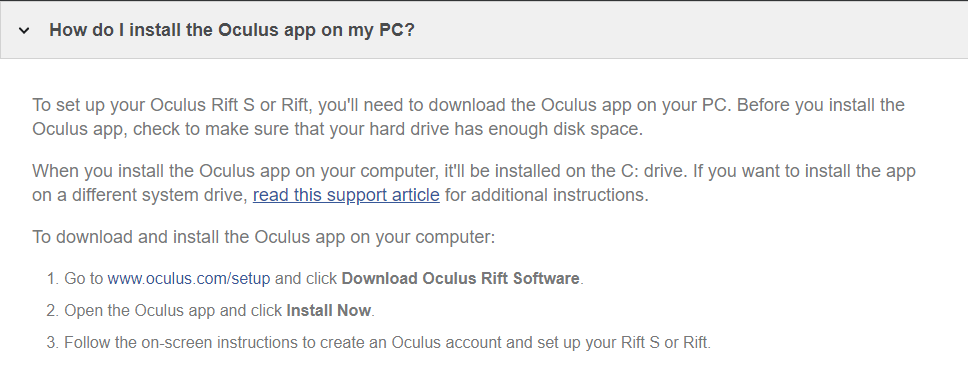 How do I install the Oculus app on my PC?
To set up your Oculus Rift S or Rift, you'll need to download the Oculus app on your PC. Before you install the
Oculus app, check to make sure that your hard drive has enough disk space.
When you install the Oculus app on your computer, it'll be installed on the C: drive. If you want to install the app
on a different system drive, read this support article for additional instructions.
To download and install the Oculus app on your computer:
1. Go to www.oculus.com/setup and click Download Oculus Rift Software.
2. Open the Oculus app and click Install Now.
3. Follow the on-screen instructions to create an Oculus account and set up your Rift S or Rift.